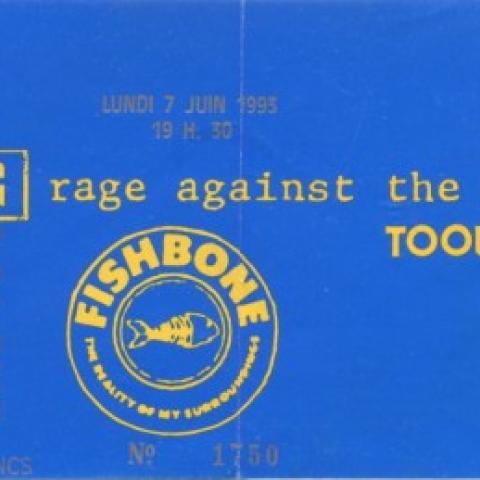 LUNDI 7 JUIN 1993
19 H. 30
G
rage against the
TOOL
FISHBONE
THE REALITY OF MY SURROUNDINGS
Nº 1750
NCS